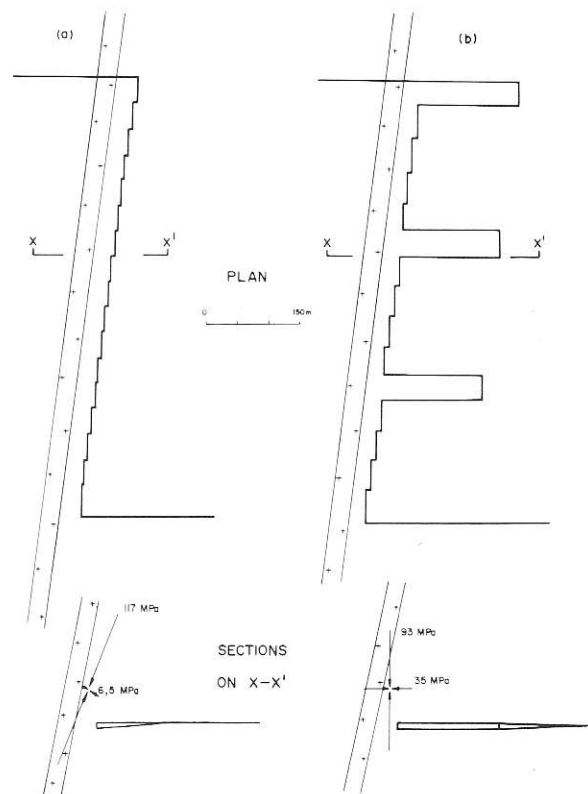 (a) (b)
X X' X X'
PLAN
0 150m
117 MPa
93 MPa
SECTIONS
35 MPa
ON X-X'
6,5 MPa